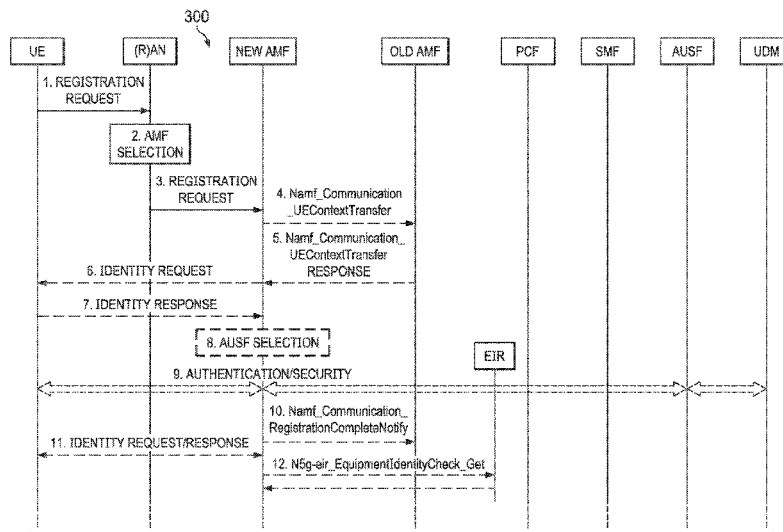 300
UE
(R)AN
NEW AMF
OLD AMF
PCF
SMF
AUSF
UDM
1. REGISTRATION
REQUEST
2. AMF
SELECTION
3. REGISTRATION
REQUEST
4. Namf_Communication
_UEContextTransfer
5. Namf_Communication_
UEContextTransfer
RESPONSE
6. IDENTITY REQUEST
7. IDENTITY RESPONSE
8. AUSF SELECTION
EIR
9. AUTHENTICATION/SECURITY
10. Namf_Communication_
RegistrationCompleteNotify
11. IDENTITY REQUEST/RESPONSE
12. N5g-eir_EquipmentIdentityCheck_Get